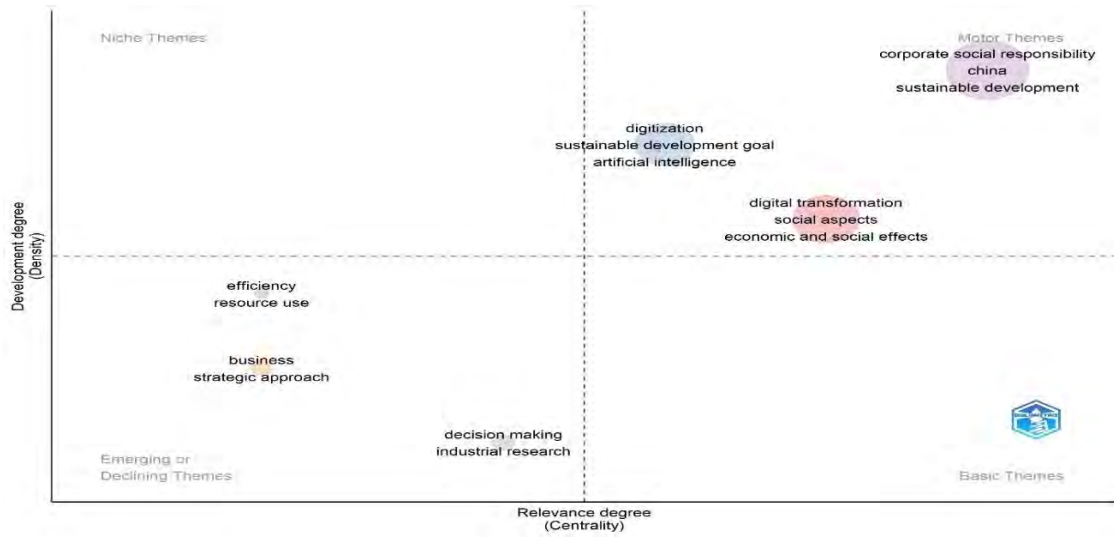 Niche Themes
Motor Themes
corporate social responsibility
china
sustainable development
digitization
sustainable development goal
artificial intelligence
digital transformation
social aspects
economic and social effects
Development degree
(Density)
efficiency
resource use
business
strategic approach
decision making
industrial research
Emerging or
Declining Themes
Basic Themes
Relevance degree
(Centrality)